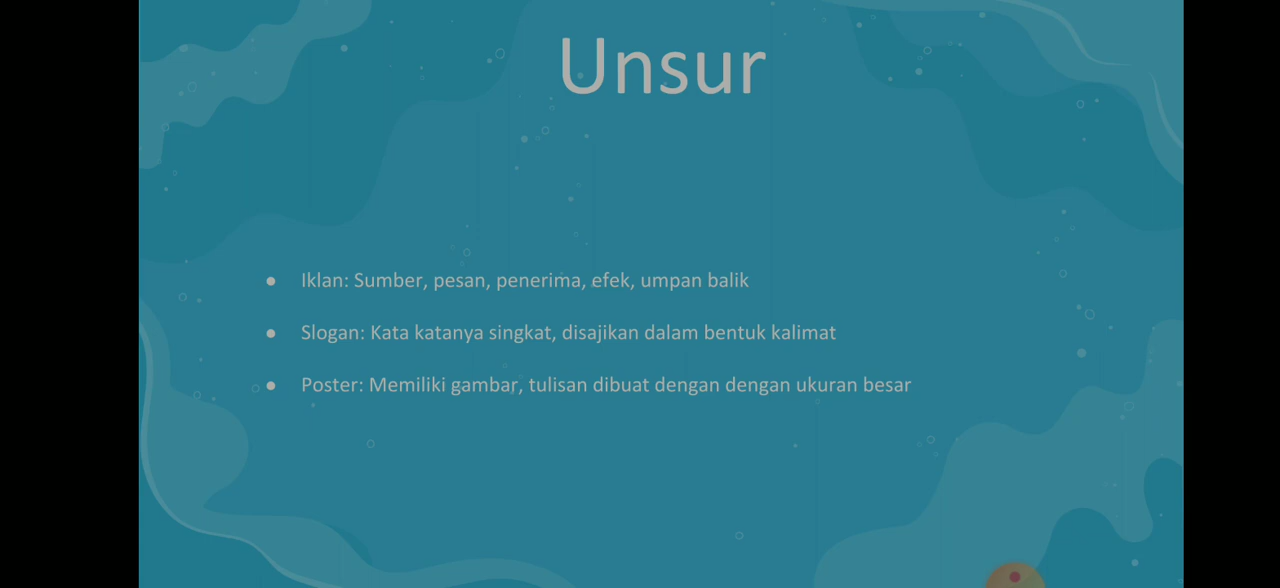 Unsur
● Iklan: Sumber, pesan, penerima, efek, umpan balik
● Slogan: Kata katanya singkat, disajikan dalam bentuk kalimat
● Poster: Memiliki gambar, tulisan dibuat dengan dengan ukuran besar